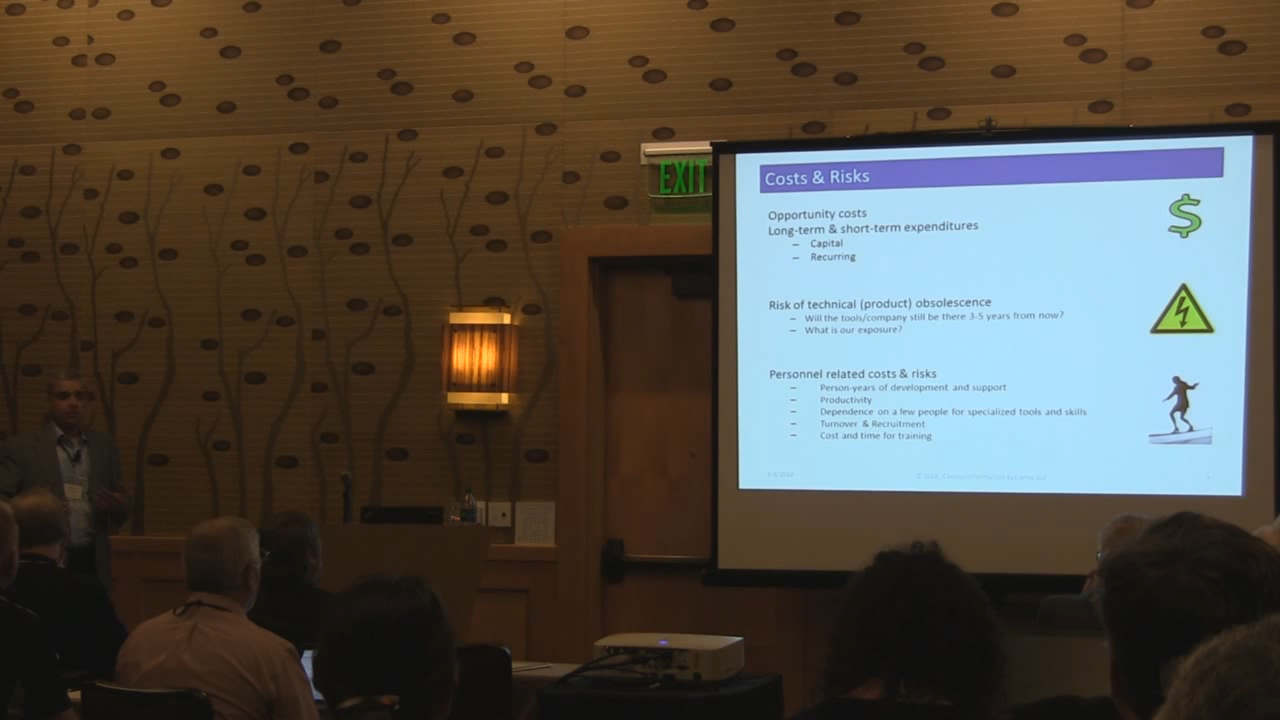 EXIT
Costs & Risks
Opportunity costs
Long-term & short-term expenditures
– Capital
– Recurring
$
Risk of technical (product) obsolescence
– Will the tools/company still be there 3-5 years from now?
– What is our exposure?
Personnel related costs & risks
– Person-years of development and support
– Productivity
– Dependence on a few people for specialized tools and skills
– Turnover & Recruitment
– Cost and time for training